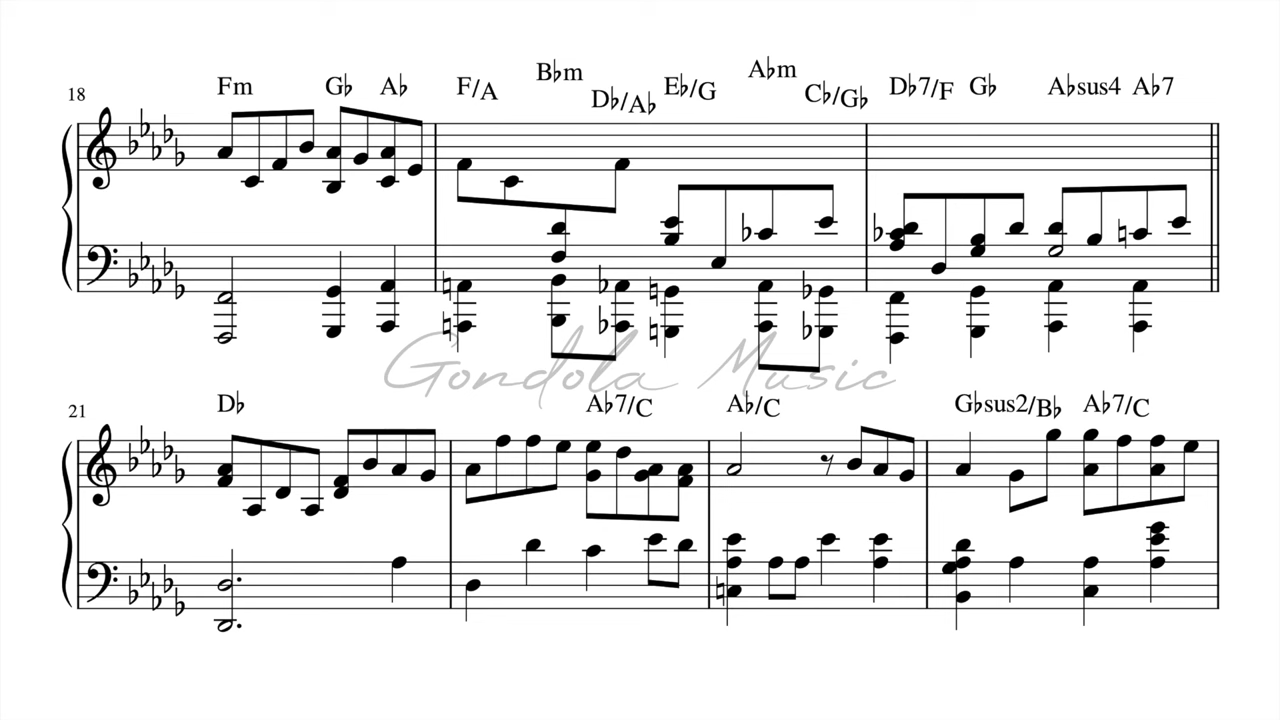 Fm G♭ A♭ F/A B♭m D♭/A♭ E♭/G A♭m C♭/G♭ D♭7/F G♭ A♭sus4 A♭7
18
Gondola Music
D♭ A♭7/C A♭/C G♭sus2/B♭ A♭7/C
21